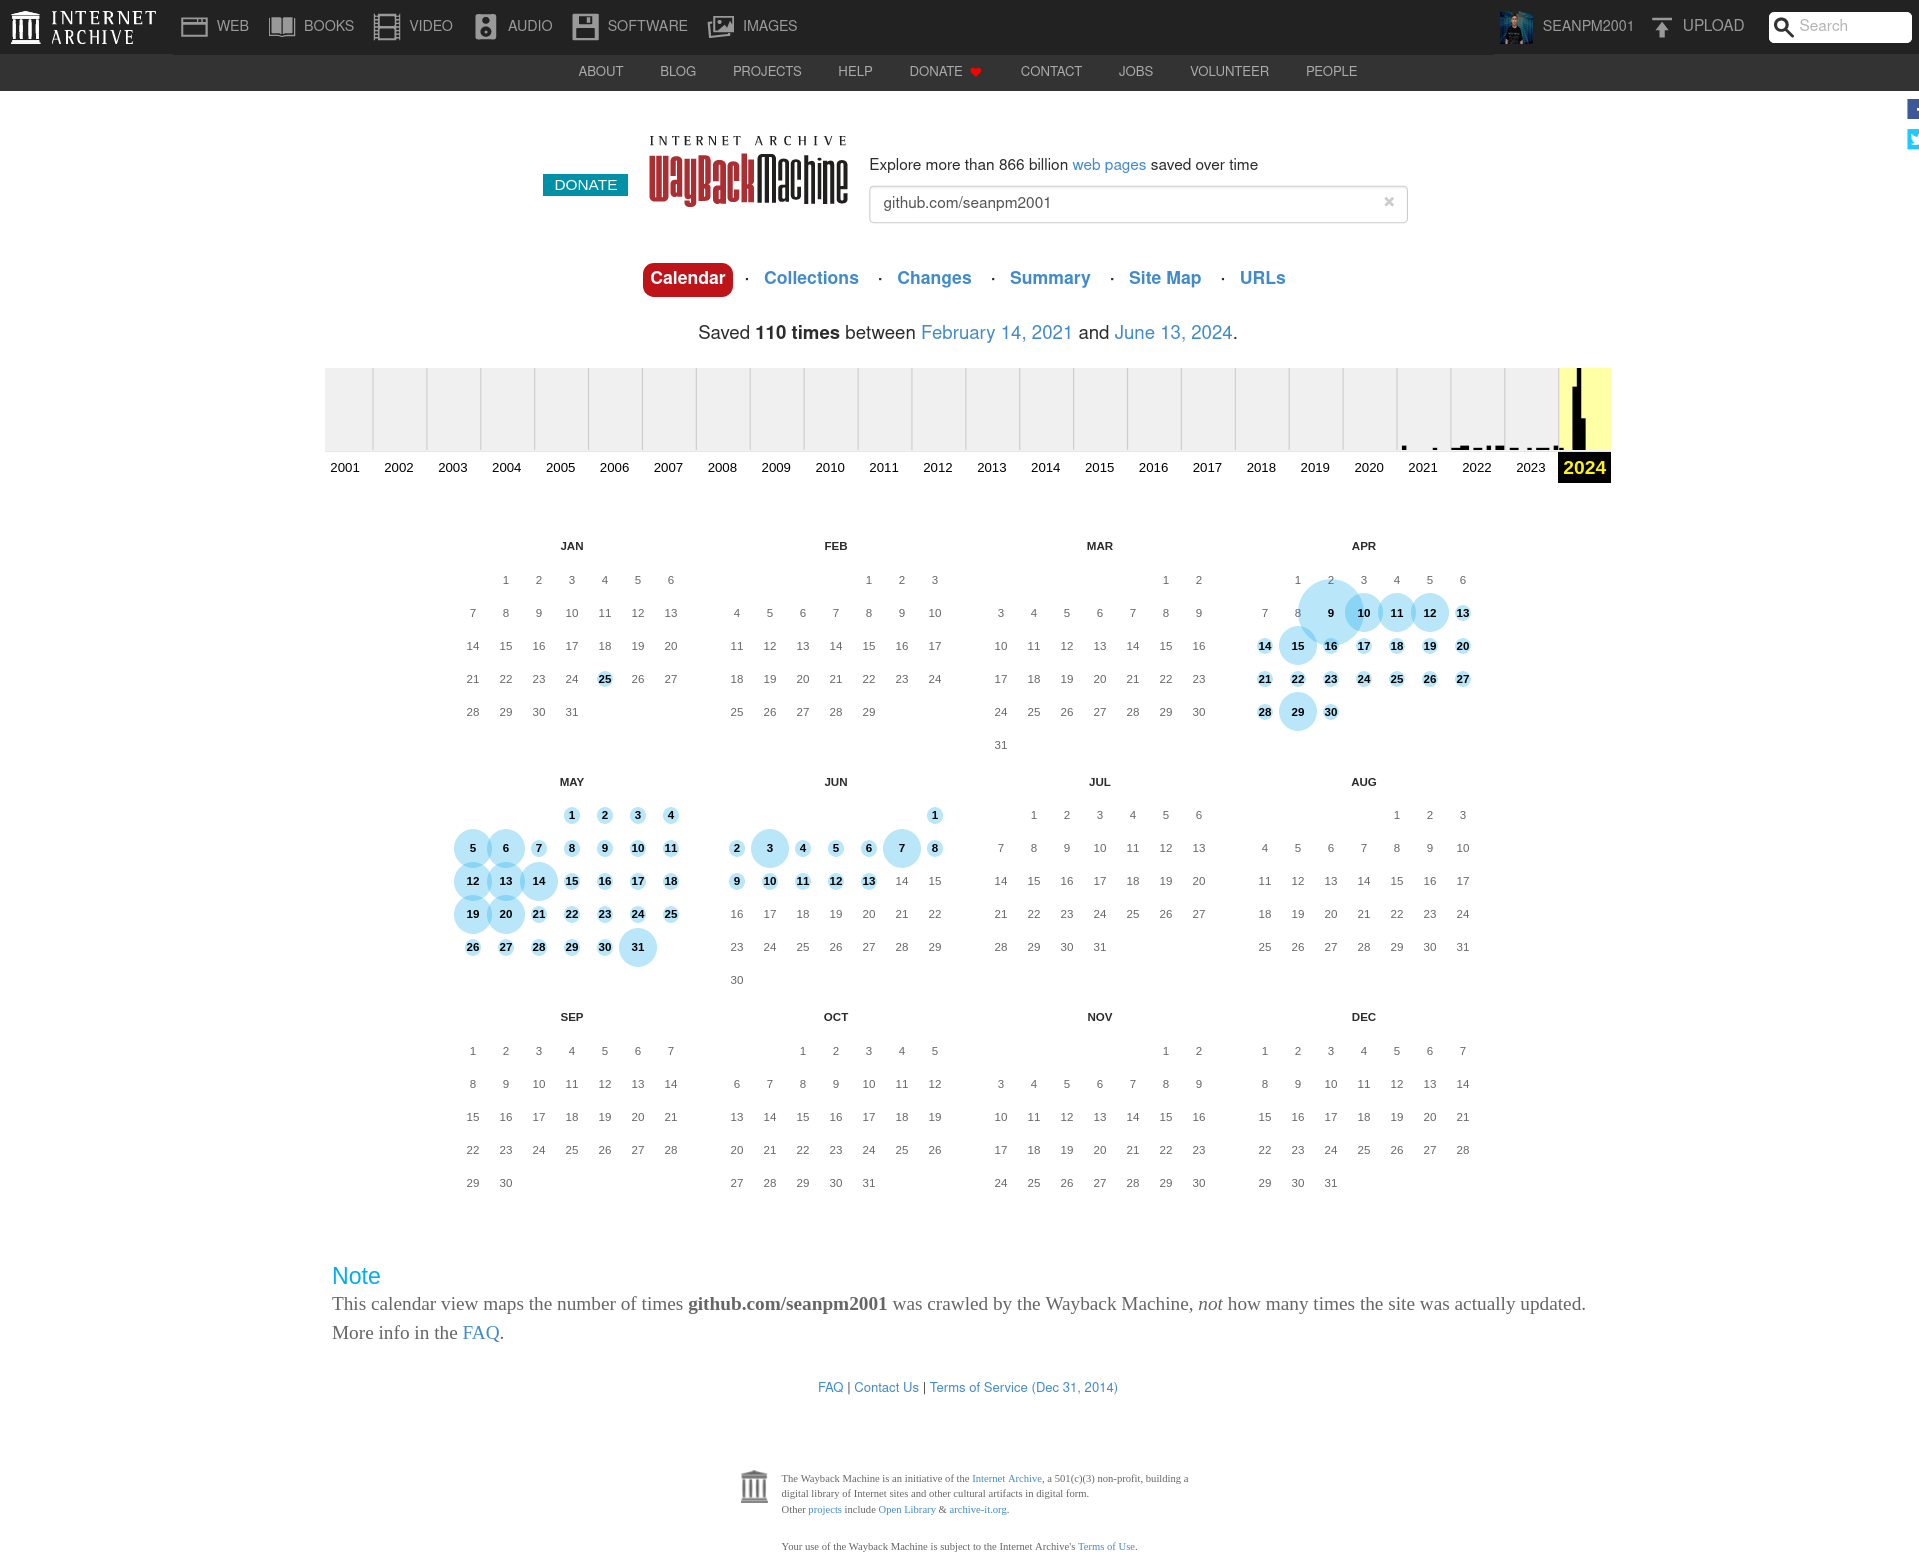 INTERNET ARCHIVE
WEB BOOKS VIDEO AUDIO SOFTWARE IMAGES SEANPM2001 UPLOAD Search
ABOUT BLOG PROJECTS HELP DONATE CONTACT JOBS VOLUNTEER PEOPLE
INTERNET ARCHIVE
WayBackMachine
DONATE
Explore more than 866 billion web pages saved over time
github.com/seanpm2001 ×
Calendar · Collections · Changes · Summary · Site Map · URLs
Saved 110 times between February 14, 2021 and June 13, 2024.
2001 2002 2003 2004 2005 2006 2007 2008 2009 2010 2011 2012 2013 2014 2015 2016 2017 2018 2019 2020 2021 2022 2023 2024
JAN
1 2 3 4 5 6
7 8 9 10 11 12 13
14 15 16 17 18 19 20
21 22 23 24 25 26 27
28 29 30 31
FEB
1 2 3
4 5 6 7 8 9 10
11 12 13 14 15 16 17
18 19 20 21 22 23 24
25 26 27 28 29
MAR
1 2
3 4 5 6 7 8 9
10 11 12 13 14 15 16
17 18 19 20 21 22 23
24 25 26 27 28 29 30
31
APR
1 2 3 4 5 6
7 8 9 10 11 12 13
14 15 16 17 18 19 20
21 22 23 24 25 26 27
28 29 30
MAY
1 2 3 4
5 6 7 8 9 10 11
12 13 14 15 16 17 18
19 20 21 22 23 24 25
26 27 28 29 30 31
JUN
1
2 3 4 5 6 7 8
9 10 11 12 13 14 15
16 17 18 19 20 21 22
23 24 25 26 27 28 29
30
JUL
1 2 3 4 5 6
7 8 9 10 11 12 13
14 15 16 17 18 19 20
21 22 23 24 25 26 27
28 29 30 31
AUG
1 2 3
4 5 6 7 8 9 10
11 12 13 14 15 16 17
18 19 20 21 22 23 24
25 26 27 28 29 30 31
SEP
1 2 3 4 5 6 7
8 9 10 11 12 13 14
15 16 17 18 19 20 21
22 23 24 25 26 27 28
29 30
OCT
1 2 3 4 5
6 7 8 9 10 11 12
13 14 15 16 17 18 19
20 21 22 23 24 25 26
27 28 29 30 31
NOV
1 2
3 4 5 6 7 8 9
10 11 12 13 14 15 16
17 18 19 20 21 22 23
24 25 26 27 28 29 30
DEC
1 2 3 4 5 6 7
8 9 10 11 12 13 14
15 16 17 18 19 20 21
22 23 24 25 26 27 28
29 30 31
Note
This calendar view maps the number of times github.com/seanpm2001 was crawled by the Wayback Machine, not how many times the site was actually updated.
More info in the FAQ.
FAQ | Contact Us | Terms of Service (Dec 31, 2014)
The Wayback Machine is an initiative of the Internet Archive, a 501(c)(3) non-profit, building a
digital library of Internet sites and other cultural artifacts in digital form.
Other projects include Open Library & archive-it.org.
Your use of the Wayback Machine is subject to the Internet Archive's Terms of Use.